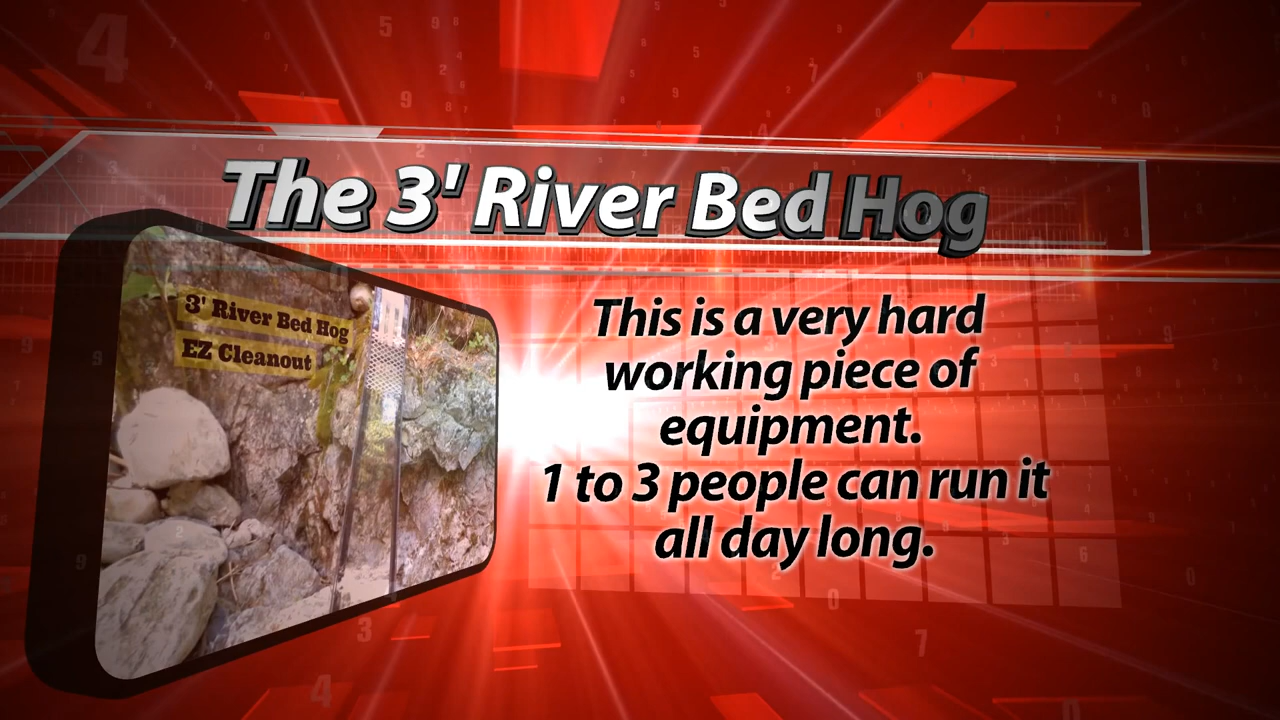 The 3' River Bed Hog
3' River Bed Hog
EZ Cleanout
This is a very hard
working piece of
equipment.
1 to 3 people can run it
all day long.